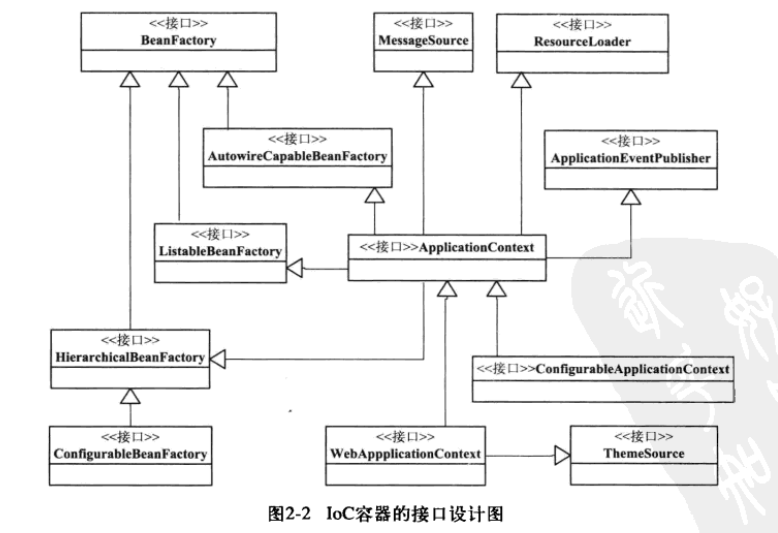 <<接口>>
BeanFactory
<<接口>>
MessageSource
<<接口>>
ResourceLoader
<<接口>>
AutowireCapableBeanFactory
<<接口>>
ApplicationEventPublisher
<<接口>>
ListableBeanFactory
<<接口>>ApplicationContext
<<接口>>
HierarchicalBeanFactory
<<接口>>ConfigurableApplicationContext
<<接口>>
ConfigurableBeanFactory
<<接口>>
WebAppplicationContext
<<接口>>
ThemeSource
图2-2 IoC容器的接口设计图